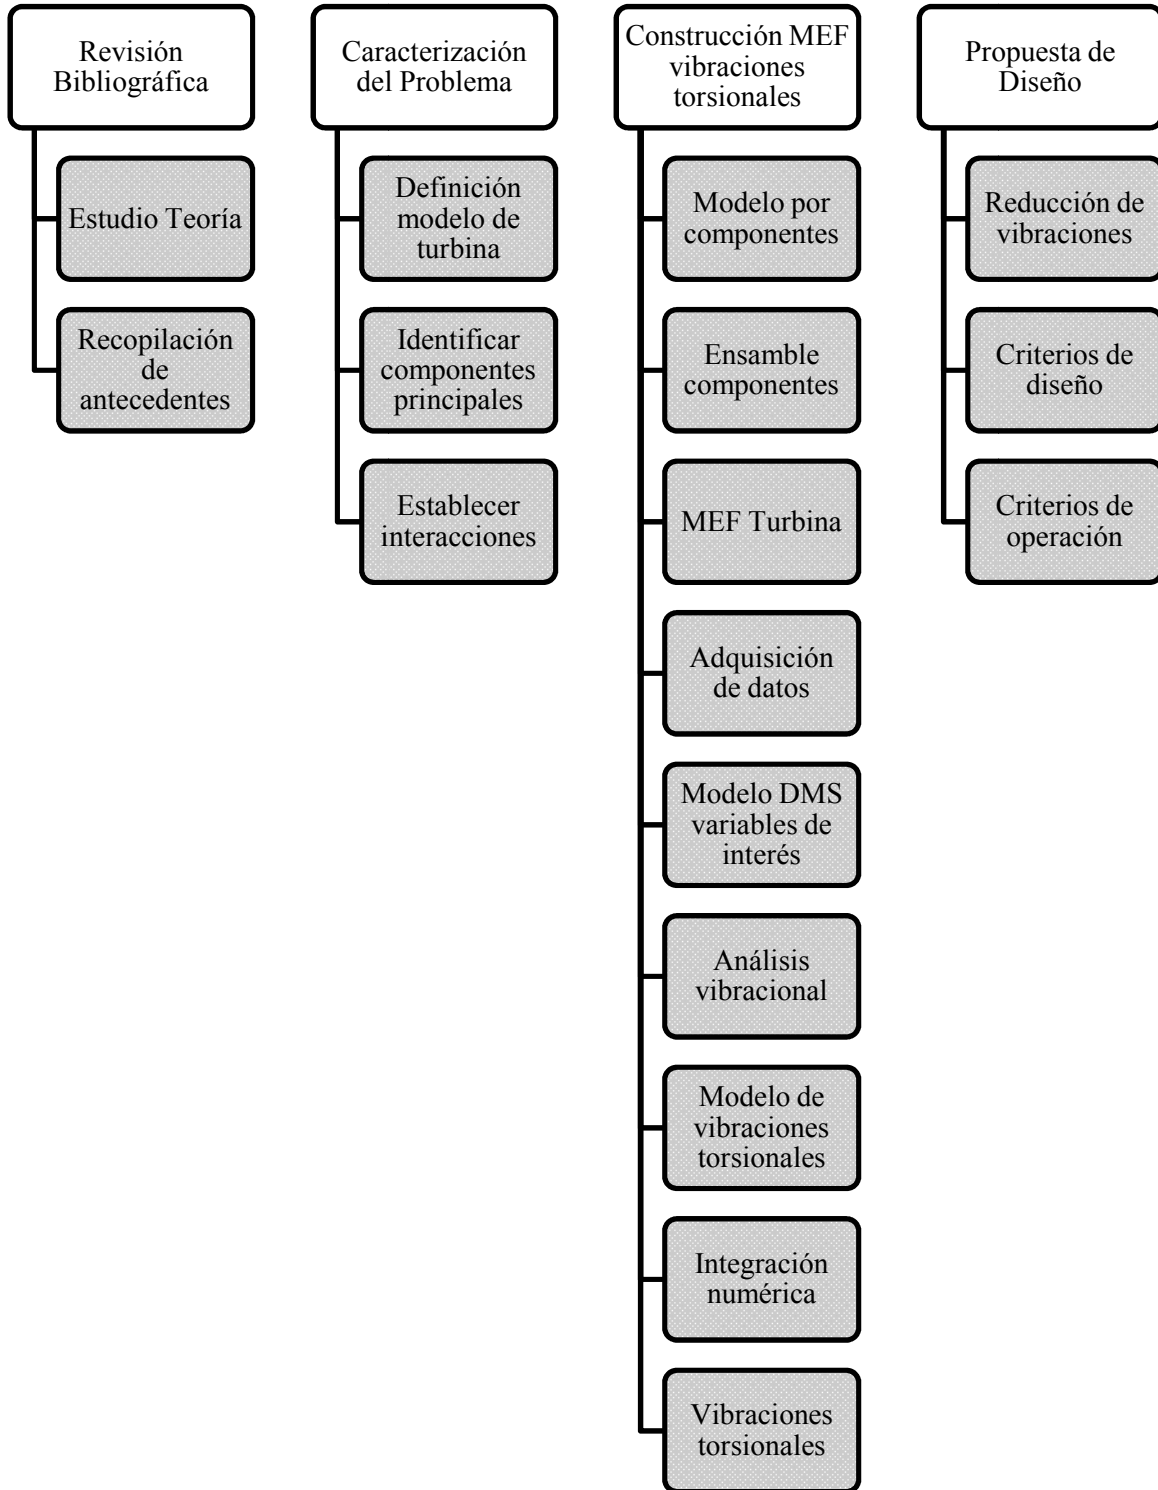 Revisión
Bibliográfica
Estudio Teoría
Recopilación
de
antecedentes
Caracterización
del Problema
Definición
modelo de
turbina
Identificar
componentes
principales
Establecer
interacciones
Construcción MEF
vibraciones
torsionales
Modelo por
componentes
Ensamble
componentes
MEF Turbina
Adquisición
de datos
Modelo DMS
variables de
interés
Análisis
vibracional
Modelo de
vibraciones
torsionales
Integración
numérica
Vibraciones
torsionales
Propuesta de
Diseño
Reducción de
vibraciones
Criterios de
diseño
Criterios de
operación